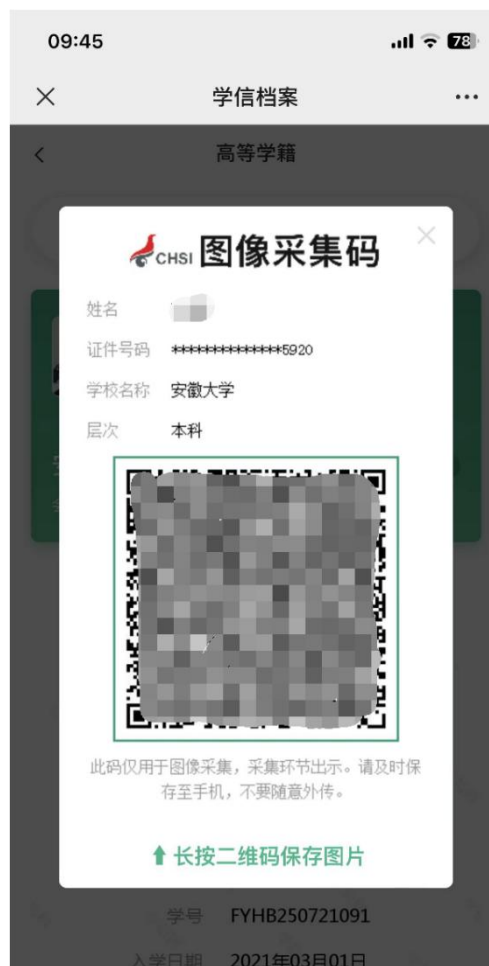 09:45
78
学信档案
高等学籍
CHSI 图像采集码
姓名
证件号码 **************5920
学校名称 安徽大学
层次 本科
此码仅用于图像采集，采集环节出示。请及时保
存至手机，不要随意外传。
长按二维码保存图片
学号 FYHB250721091
入学日期 2021年03月01日